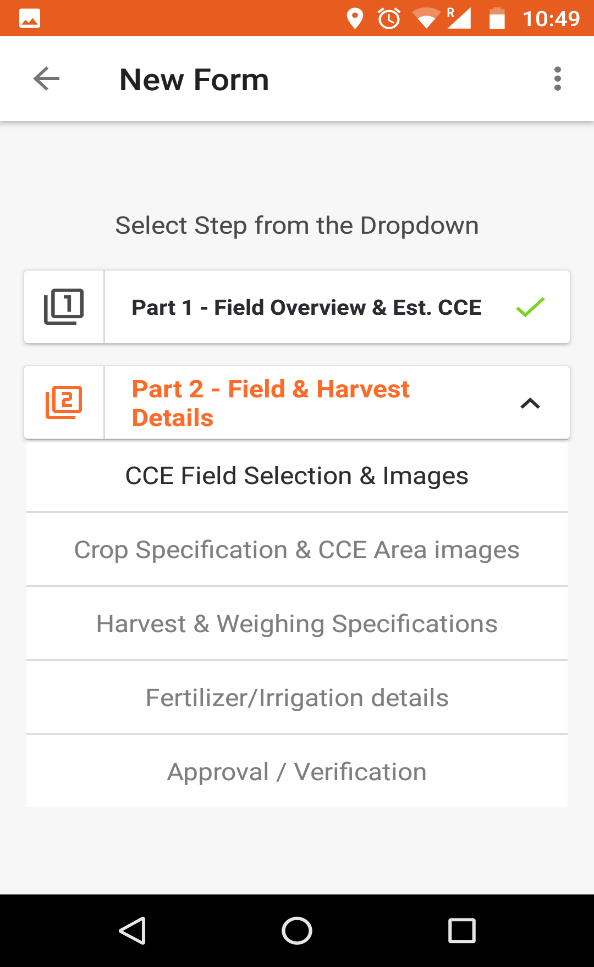 R 10:49
New Form
Select Step from the Dropdown
1 Part 1 - Field Overview & Est. CCE
2 Part 2 - Field & Harvest
Details
CCE Field Selection & Images
Crop Specification & CCE Area images
Harvest & Weighing Specifications
Fertilizer/Irrigation details
Approval / Verification